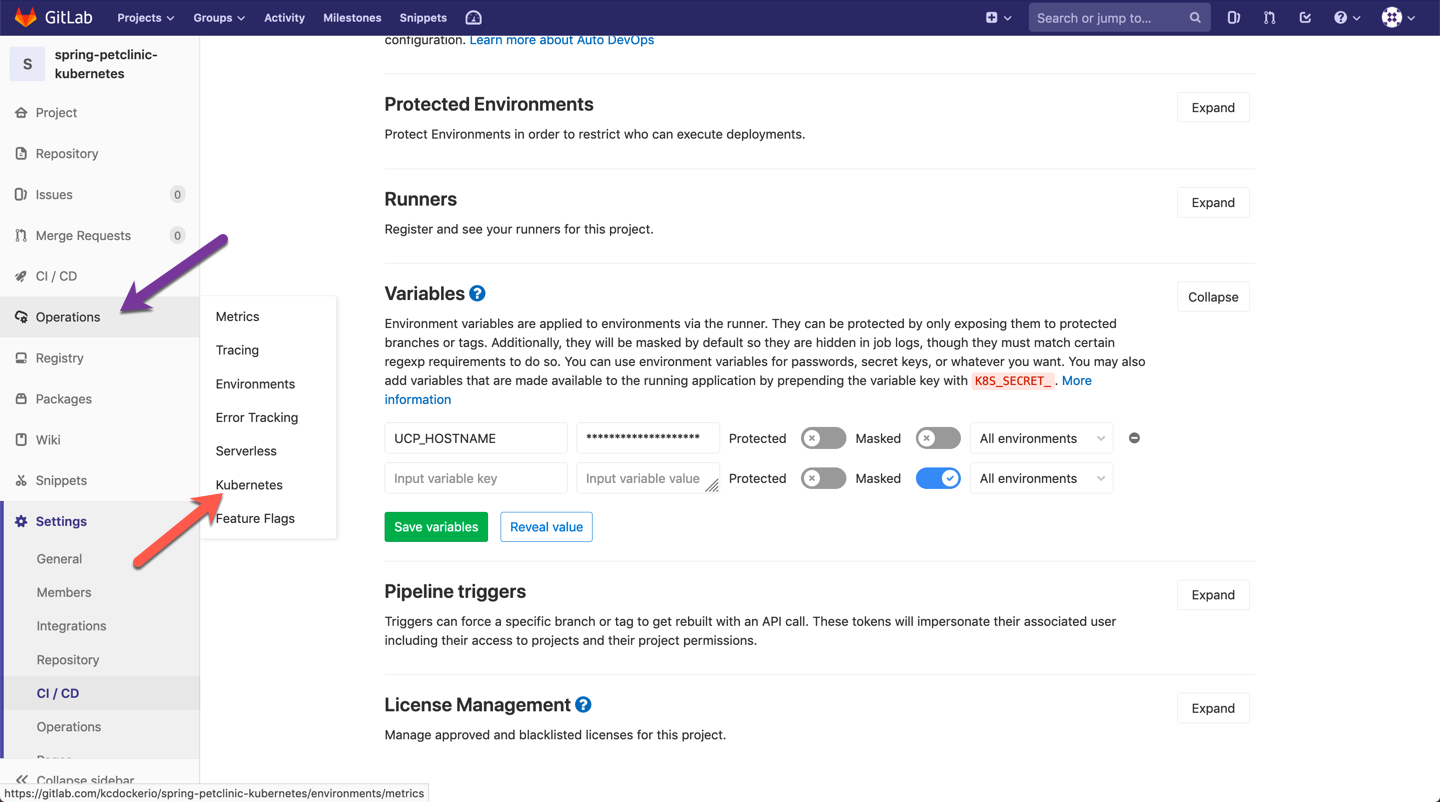 GitLab Projects Groups Activity Milestones Snippets Search or jump to...
S
spring-petclinic-
kubernetes
Project
Repository
Issues 0
Merge Requests 0
CI / CD
Operations
Registry
Packages
Wiki
Snippets
Settings
General
Members
Integrations
Repository
CI / CD
Operations
Collapse sidebar
https://gitlab.com/kcdockerio/spring-petclinic-kubernetes/environments/metrics
Metrics
Tracing
Environments
Error Tracking
Serverless
Kubernetes
Feature Flags
configuration. Learn more about Auto DevOps
Protected Environments
Expand
Protect Environments in order to restrict who can execute deployments.
Runners
Expand
Register and see your runners for this project.
Variables ?
Collapse
Environment variables are applied to environments via the runner. They can be protected by only exposing them to protected
branches or tags. Additionally, they will be masked by default so they are hidden in job logs, though they must match certain
regexp requirements to do so. You can use environment variables for passwords, secret keys, or whatever you want. You may also
add variables that are made available to the running application by prepending the variable key with K8S_SECRET_. More
information
UCP_HOSTNAME ******************** Protected Masked All environments
Input variable key Input variable value Protected Masked All environments
Save variables Reveal value
Pipeline triggers
Expand
Triggers can force a specific branch or tag to get rebuilt with an API call. These tokens will impersonate their associated user
including their access to projects and their project permissions.
License Management ?
Expand
Manage approved and blacklisted licenses for this project.